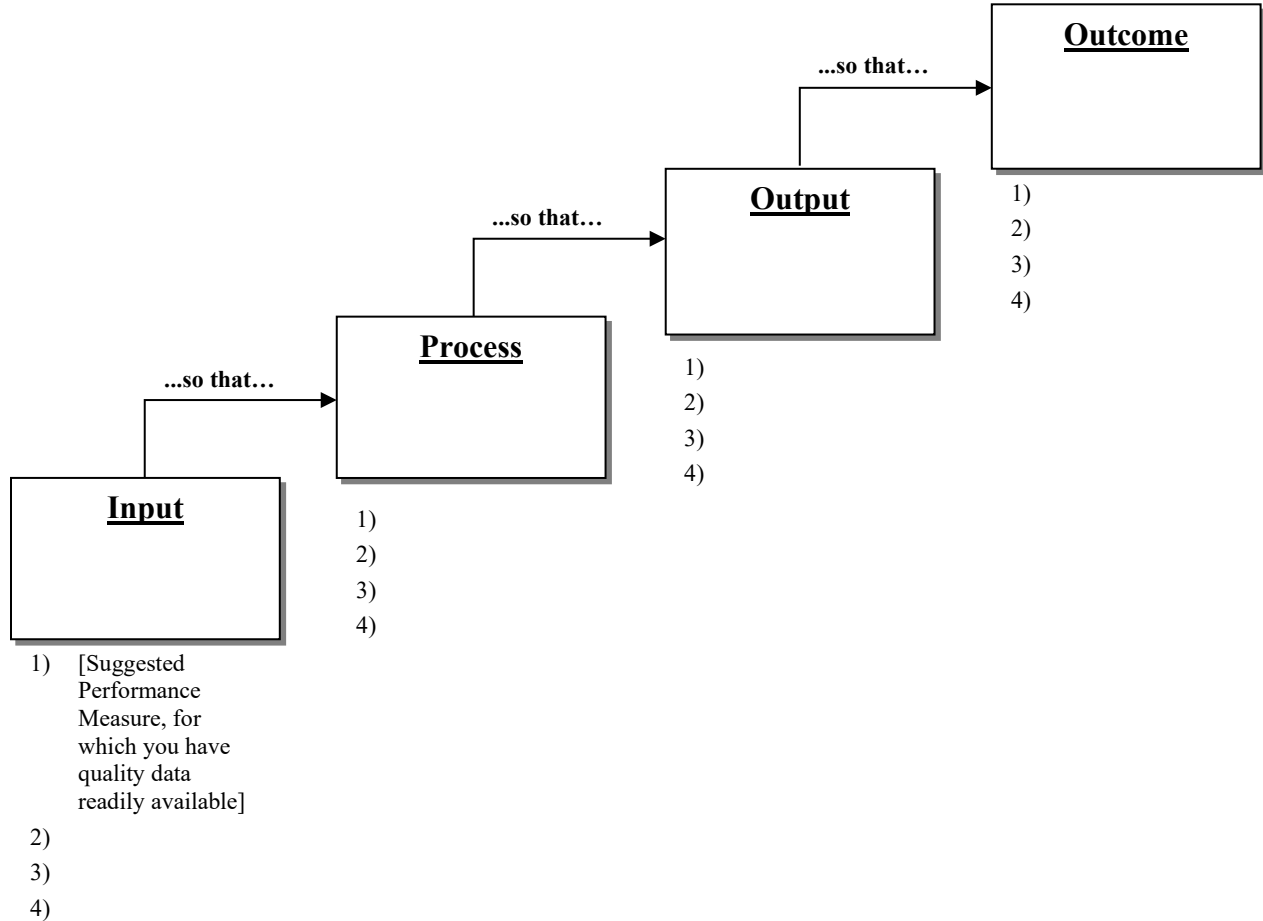 Outcome
...so that…
1)
2)
3)
4)
Output
...so that…
1)
2)
3)
4)
Process
...so that…
1)
2)
3)
4)
Input
1) [Suggested
Performance
Measure, for
which you have
quality data
readily available]
2)
3)
4)